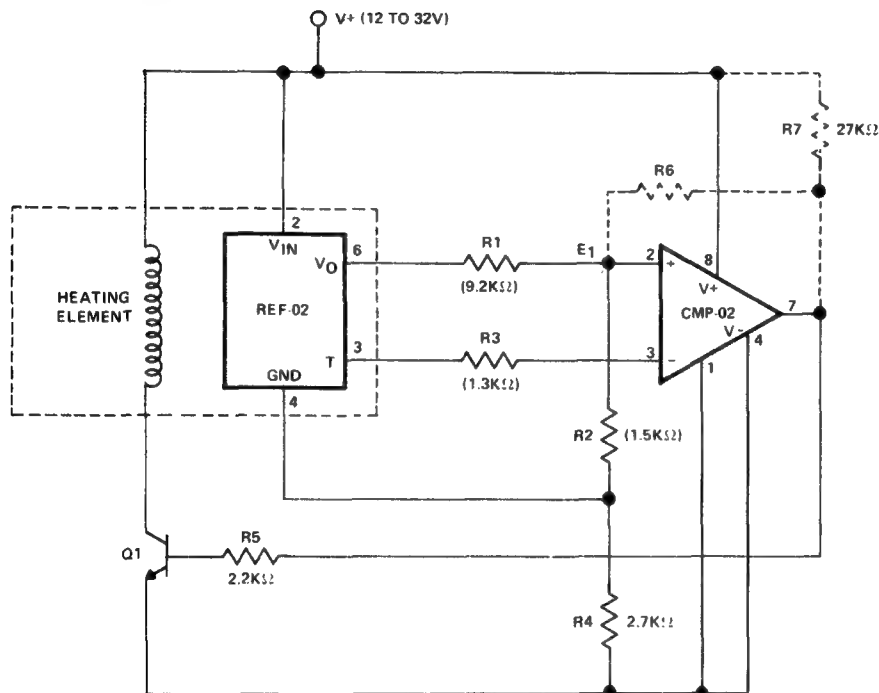 V+ (12 TO 32V)
R7
27KΩ
R6
2
VIN
6
VO
R1
(9.2KΩ)
E1
2
+
8
V+
HEATING
ELEMENT
REF-02
CMP-02
7
V-
4
3
T
R3
(1.3KΩ)
3
-
1
GND
4
R2
(1.5KΩ)
Q1
R5
2.2KΩ
R4
2.7KΩ